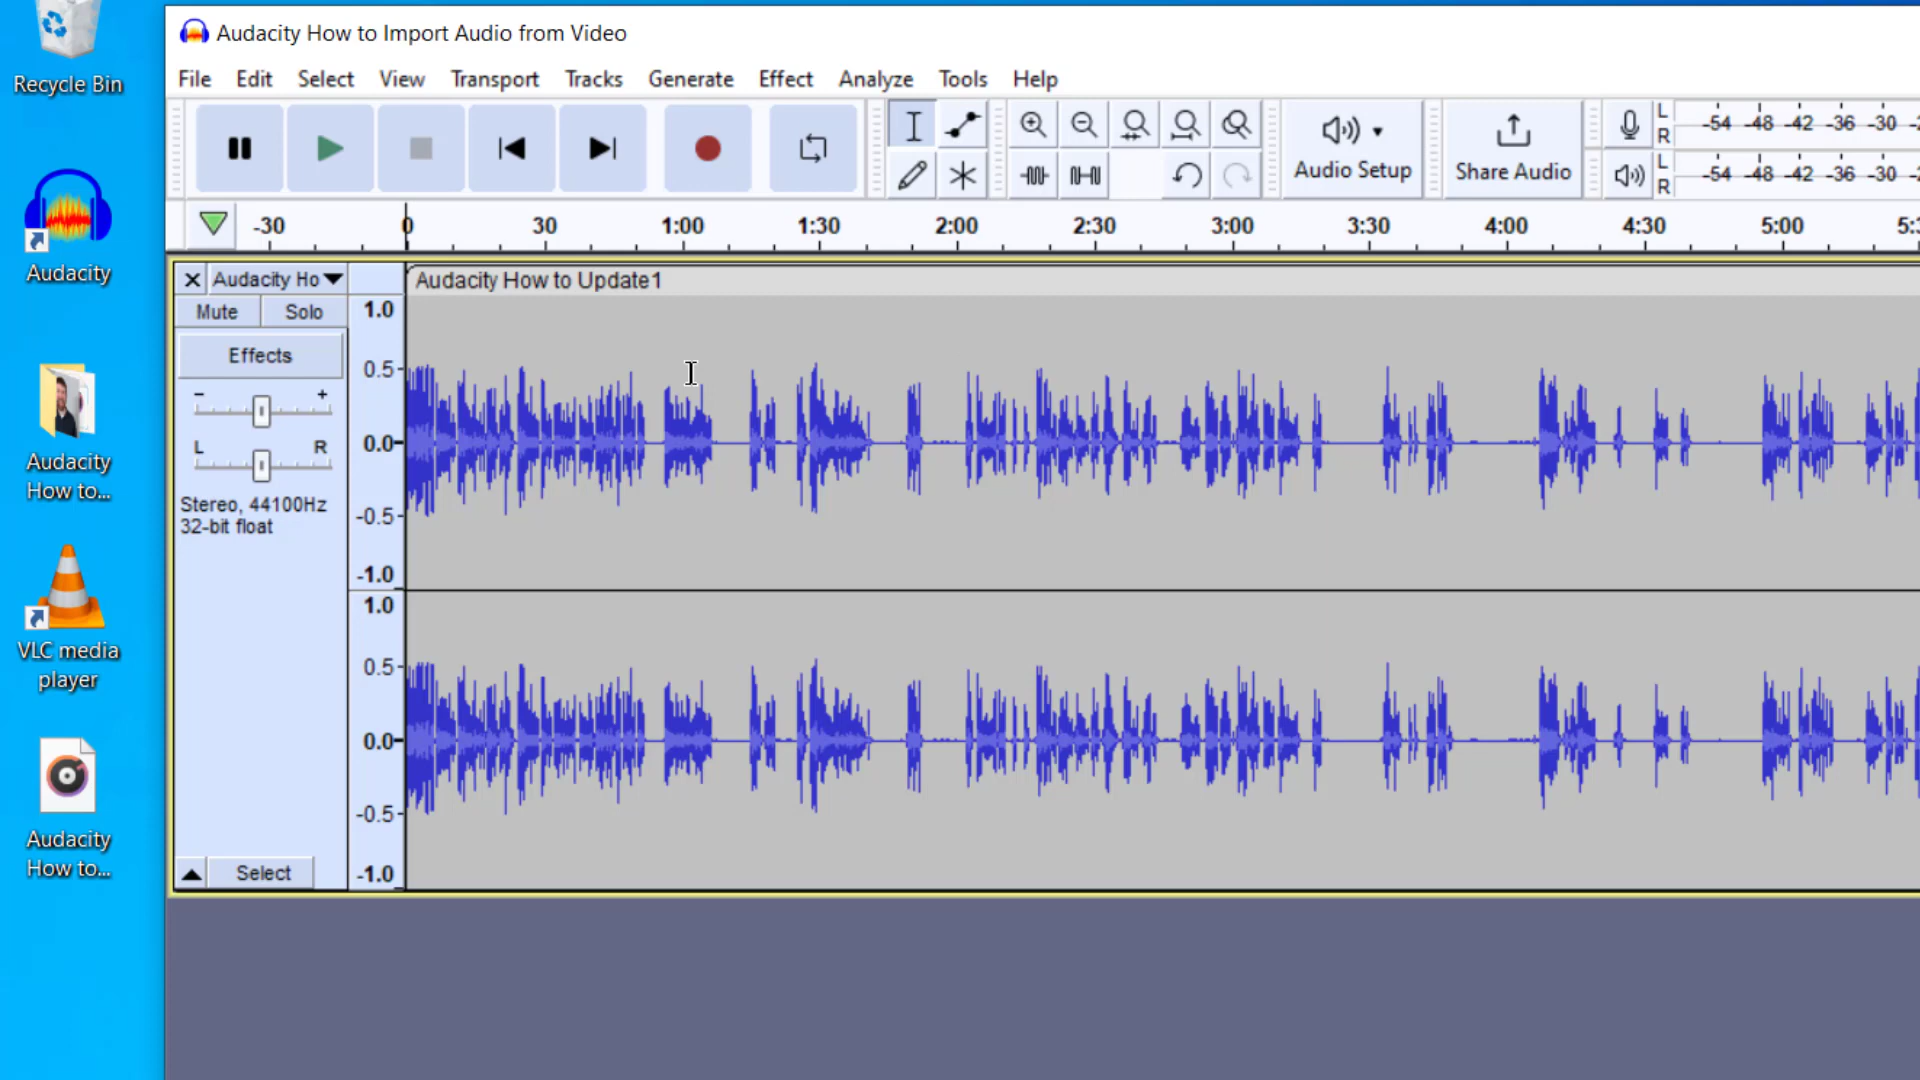 Recycle Bin
Audacity
Audacity
How to...
VLC media
player
Audacity
How to...
Audacity How to Import Audio from Video
File Edit Select View Transport Tracks Generate Effect Analyze Tools Help
Audio Setup
Share Audio
L
R
-54 -48 -42 -36 -30
L
R
-54 -48 -42 -36 -30
-30 0 30 1:00 1:30 2:00 2:30 3:00 3:30 4:00 4:30 5:00
Audacity Ho
Mute Solo
Effects
- +
L R
Stereo, 44100Hz
32-bit float
Select
Audacity How to Update1
1.0
0.5
0.0
-0.5
-1.0
1.0
0.5
0.0
-0.5
-1.0